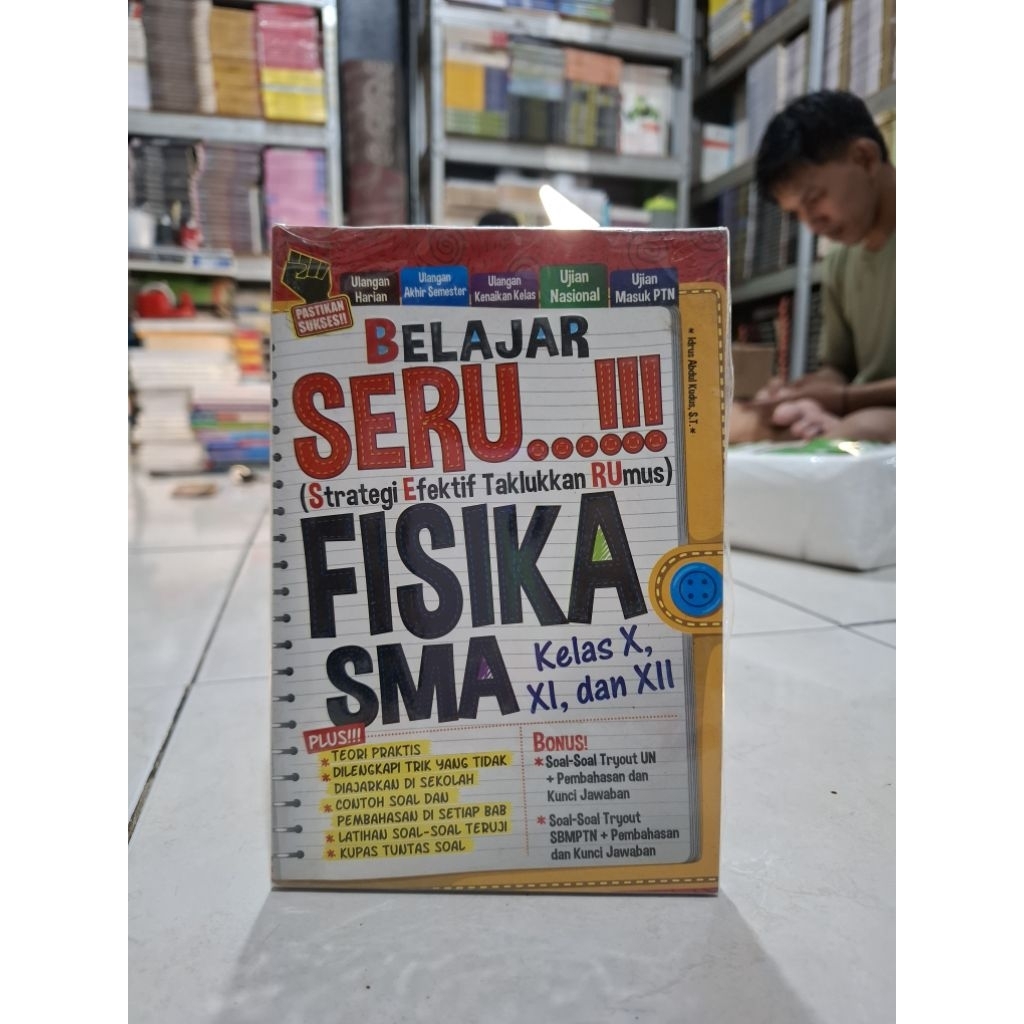 Ulangan Harian
Ulangan Akhir Semester
Ulangan Kenaikan Kelas
Ujian Nasional
Ujian Masuk PTN
PASTIKAN
SUKSES!!
BELAJAR
SERU......!!!
(Strategi Efektif Taklukkan RUmus)
FISIKA
SMA
Kelas X,
XI, dan XII
* Idrus Abdul Kudus, S.T. *
PLUS!!!
* TEORI PRAKTIS
* DILENGKAPI TRIK YANG TIDAK
* DIAJARKAN DI SEKOLAH
* CONTOH SOAL DAN
PEMBAHASAN DI SETIAP BAB
* LATIHAN SOAL-SOAL TERUJI
* KUPAS TUNTAS SOAL
BONUS!
* Soal-Soal Tryout UN
+ Pembahasan dan
Kunci Jawaban
* Soal-Soal Tryout
SBMPTN + Pembahasan
dan Kunci Jawaban